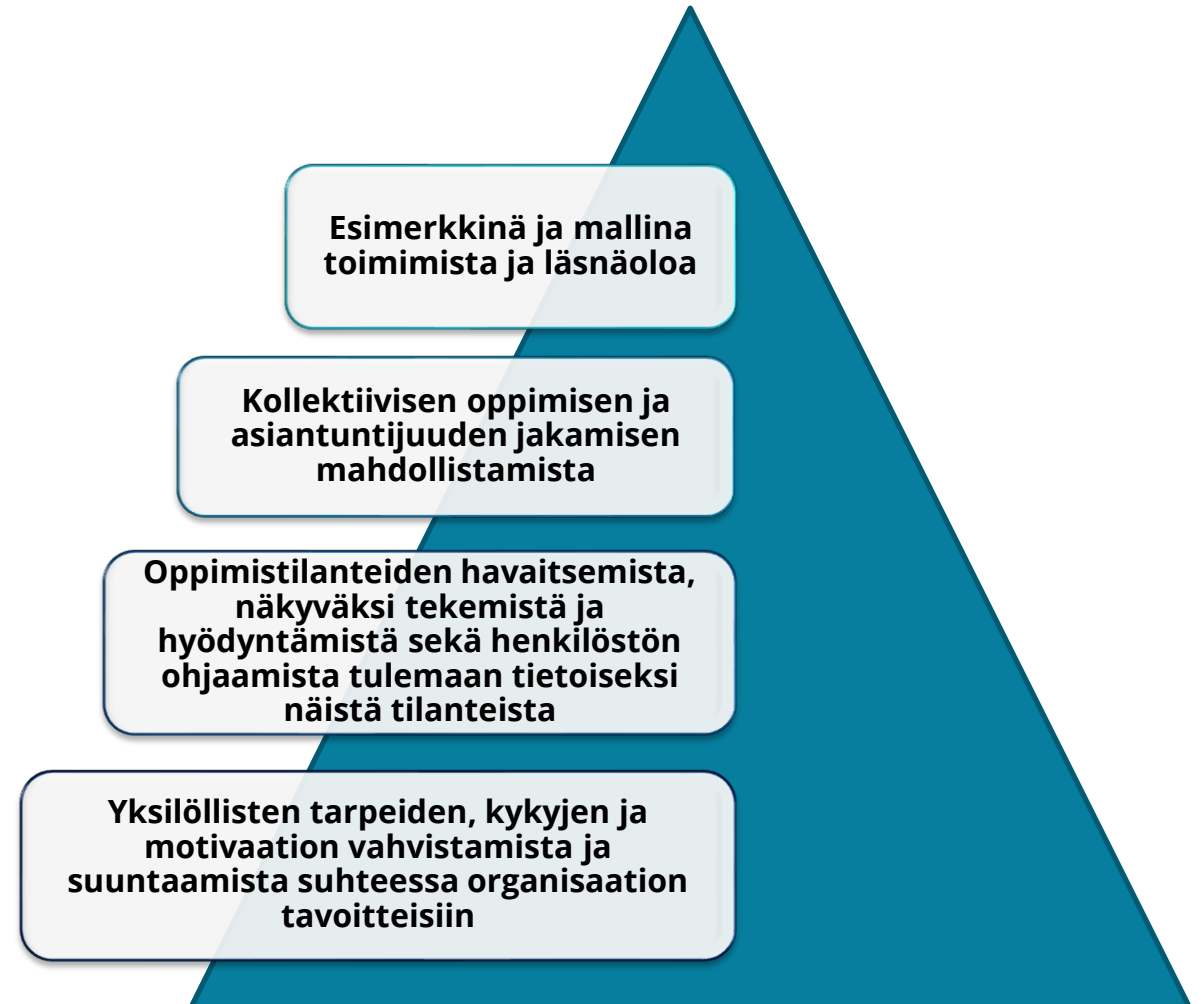 Esimerkkinä ja mallina
toimimista ja läsnäoloa
Kollektiivisen oppimisen ja
asiantuntijuuden jakamisen
mahdollistamista
Oppimistilanteiden havaitsemista,
näkyväksi tekemistä ja
hyödyntämistä sekä henkilöstön
ohjaamista tulemaan tietoiseksi
näistä tilanteista
Yksilöllisten tarpeiden, kykyjen ja
motivaation vahvistamista ja
suuntaamista suhteessa organisaation
tavoitteisiin